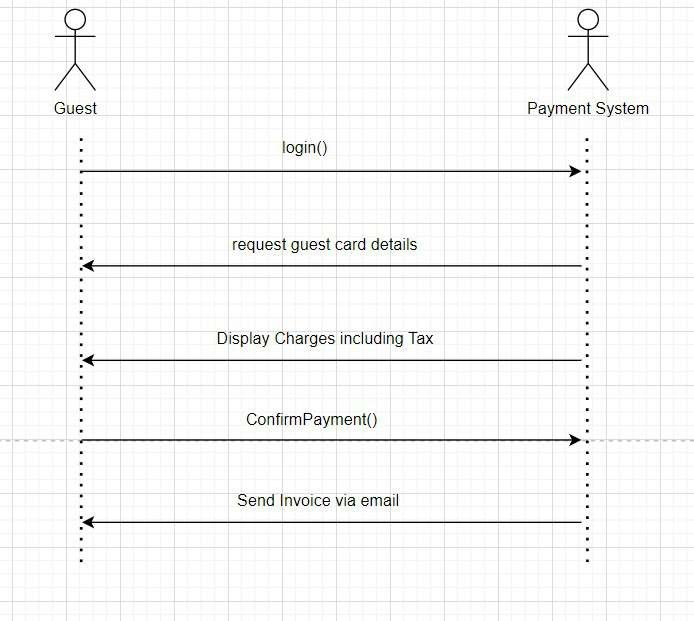 Guest
Payment System
login()
request guest card details
Display Charges including Tax
ConfirmPayment()
Send Invoice via email